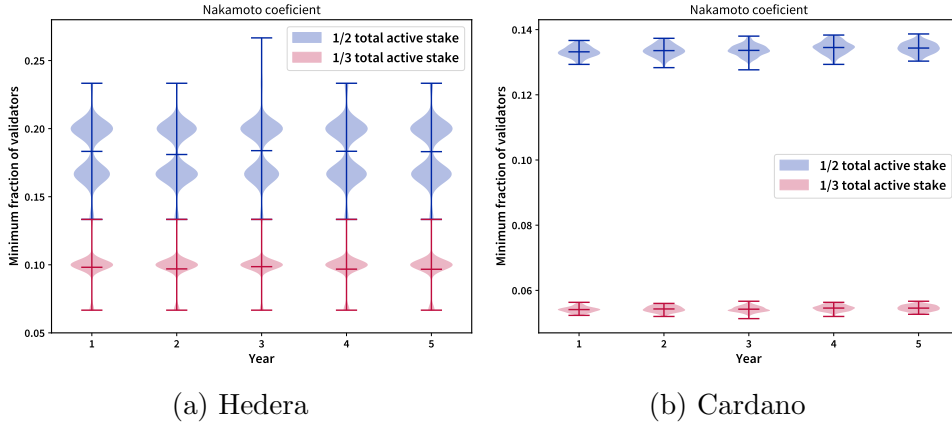 Nakamoto coeficient
1/2 total active stake
1/3 total active stake
Minimum fraction of validators
0.25
0.20
0.15
0.10
0.05
1 2 3 4 5
Year
(a) Hedera
Nakamoto coeficient
1/2 total active stake
1/3 total active stake
Minimum fraction of validators
0.14
0.12
0.10
0.08
0.06
1 2 3 4 5
Year
(b) Cardano